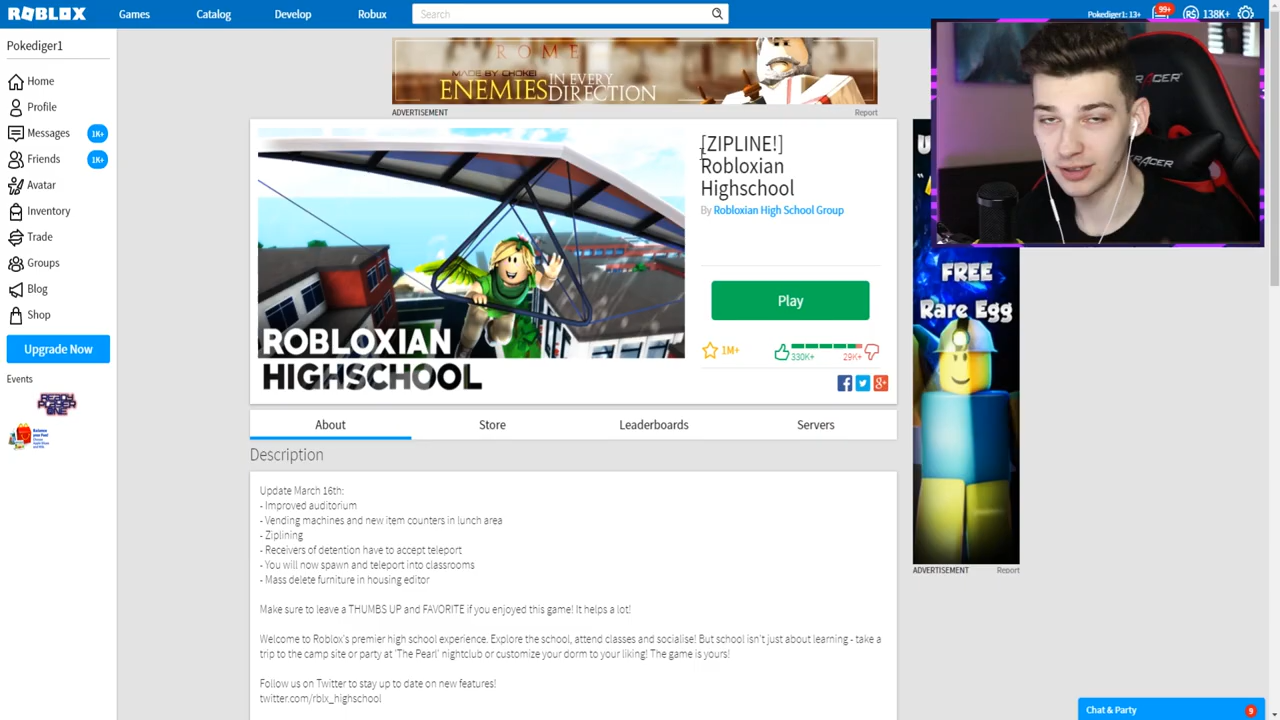 ROBLOX
Games
Catalog
Develop
Robux
Search
Pokediger1: 13+
99+
138K+
Pokediger1
Home
Profile
Messages
1K+
Friends
1K+
Avatar
Inventory
Trade
Groups
Blog
Shop
Upgrade Now
Events
READY
PLAYER
ONE
ROME
MADE BY CHOKEI
ENEMIES IN EVERY
DIRECTION
ADVERTISEMENT
Report
ROBLOXIAN
HIGHSCHOOL
[ZIPLINE!]
Robloxian
Highschool
By Robloxian High School Group
Play
1M+
330K+
29K+
About
Store
Leaderboards
Servers
Description
Update March 16th:
- Improved auditorium
- Vending machines and new item counters in lunch area
- Ziplining
- Receivers of detention have to accept teleport
- You will now spawn and teleport into classrooms
- Mass delete furniture in housing editor
Make sure to leave a THUMBS UP and FAVORITE if you enjoyed this game! It helps a lot!
Welcome to Roblox's premier high school experience. Explore the school, attend classes and socialise! But school isn't just about learning - take a
trip to the camp site or party at 'The Pearl' nightclub or customize your dorm to your liking! The game is yours!
Follow us on Twitter to stay up to date on new features!
twitter.com/rblx_highschool
FREE
Rare Egg
ADVERTISEMENT
Report
RACER
RACER
Chat & Party
9